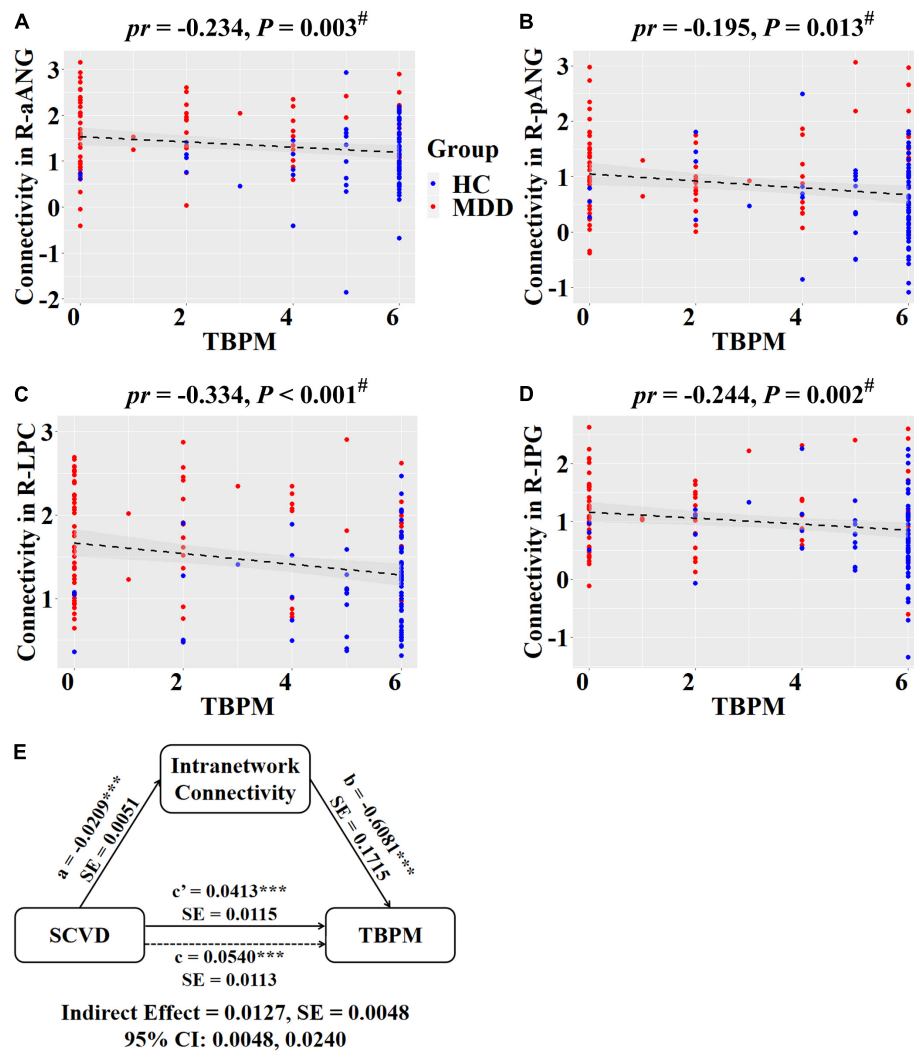 A
pr = -0.234, P = 0.003#
Connectivity in R-aANG
3
2
1
0
-1
-2
0 2 4 6
TBPM
Group
HC
MDD
B
pr = -0.195, P = 0.013#
Connectivity in R-pANG
3
2
1
0
-1
0 2 4 6
TBPM
C
pr = -0.334, P < 0.001#
Connectivity in R-LPC
3
2
1
0 2 4 6
TBPM
D
pr = -0.244, P = 0.002#
Connectivity in R-IPG
2
1
0
-1
0 2 4 6
TBPM
E
Intranetwork
Connectivity
a = -0.0209***
SE = 0.0051
b = -0.6081***
SE = 0.1715
c’ = 0.0413***
SE = 0.0115
SCVD
TBPM
c = 0.0540***
SE = 0.0113
Indirect Effect = 0.0127, SE = 0.0048
95% CI: 0.0048, 0.0240